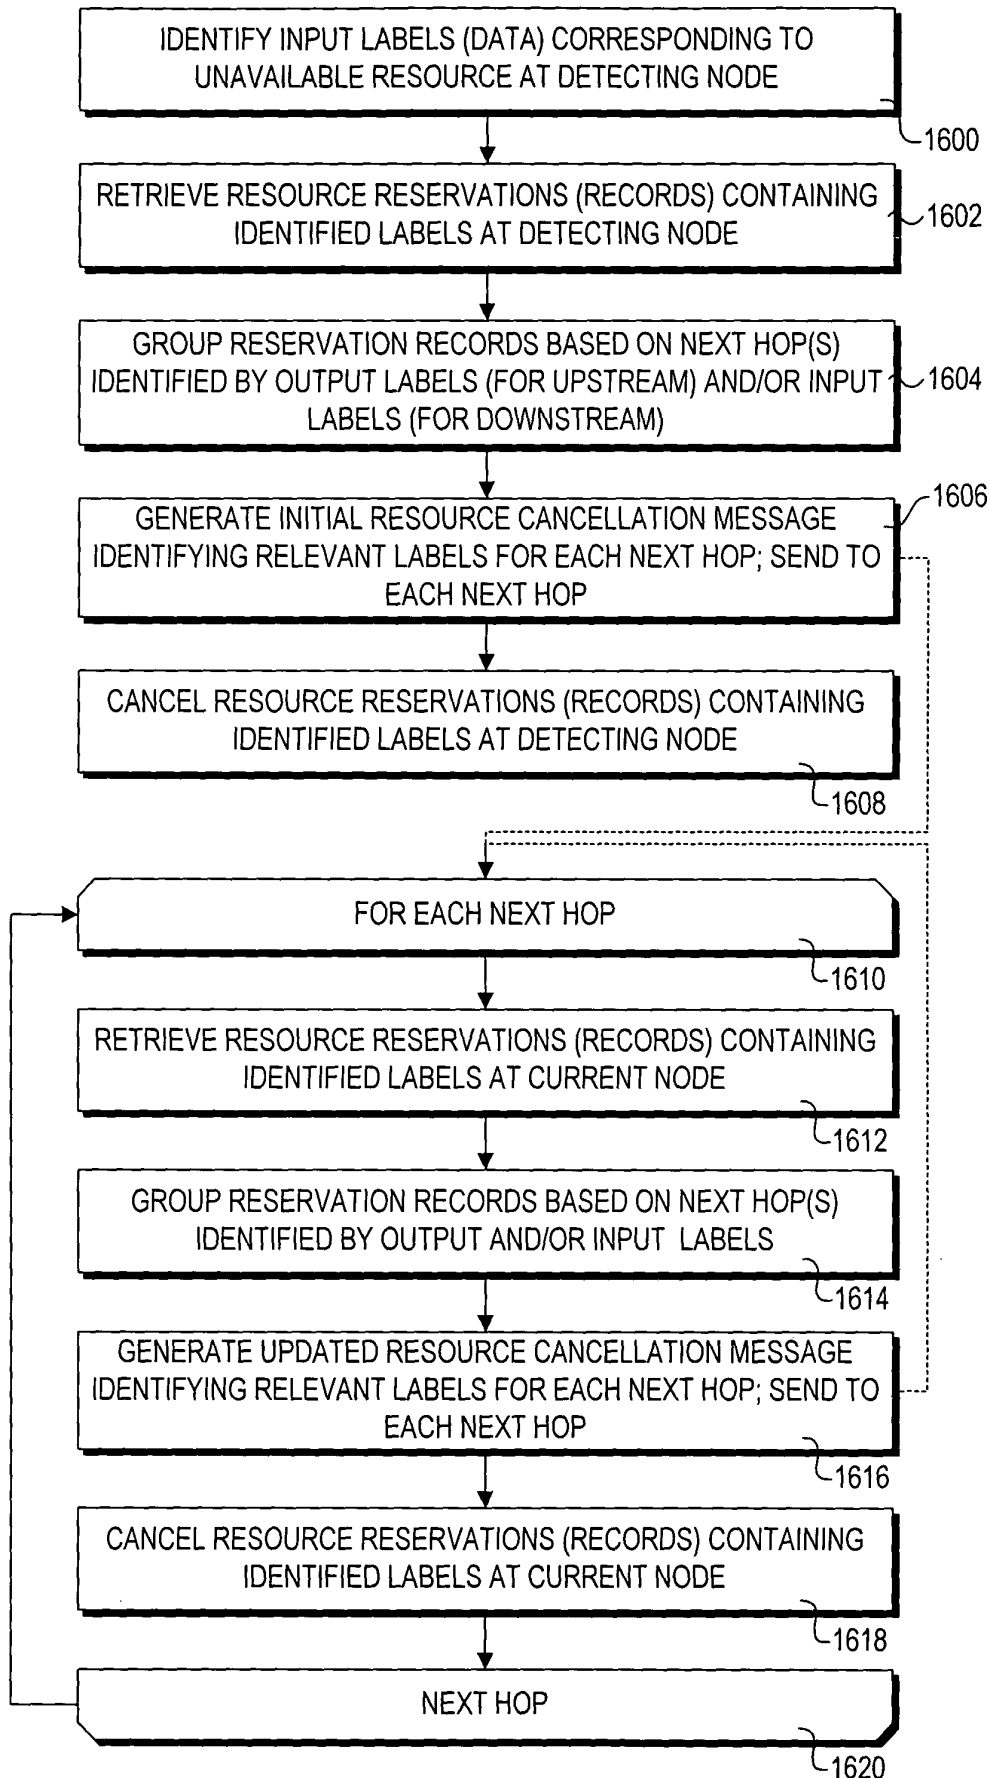 IDENTIFY INPUT LABELS (DATA) CORRESPONDING TO
UNAVAILABLE RESOURCE AT DETECTING NODE
1600
RETRIEVE RESOURCE RESERVATIONS (RECORDS) CONTAINING
IDENTIFIED LABELS AT DETECTING NODE
1602
GROUP RESERVATION RECORDS BASED ON NEXT HOP(S)
IDENTIFIED BY OUTPUT LABELS (FOR UPSTREAM) AND/OR INPUT
LABELS (FOR DOWNSTREAM)
1604
1606
GENERATE INITIAL RESOURCE CANCELLATION MESSAGE
IDENTIFYING RELEVANT LABELS FOR EACH NEXT HOP; SEND TO
EACH NEXT HOP
CANCEL RESOURCE RESERVATIONS (RECORDS) CONTAINING
IDENTIFIED LABELS AT DETECTING NODE
1608
FOR EACH NEXT HOP
1610
RETRIEVE RESOURCE RESERVATIONS (RECORDS) CONTAINING
IDENTIFIED LABELS AT CURRENT NODE
1612
GROUP RESERVATION RECORDS BASED ON NEXT HOP(S)
IDENTIFIED BY OUTPUT AND/OR INPUT LABELS
1614
GENERATE UPDATED RESOURCE CANCELLATION MESSAGE
IDENTIFYING RELEVANT LABELS FOR EACH NEXT HOP; SEND TO
EACH NEXT HOP
1616
CANCEL RESOURCE RESERVATIONS (RECORDS) CONTAINING
IDENTIFIED LABELS AT CURRENT NODE
1618
NEXT HOP
1620